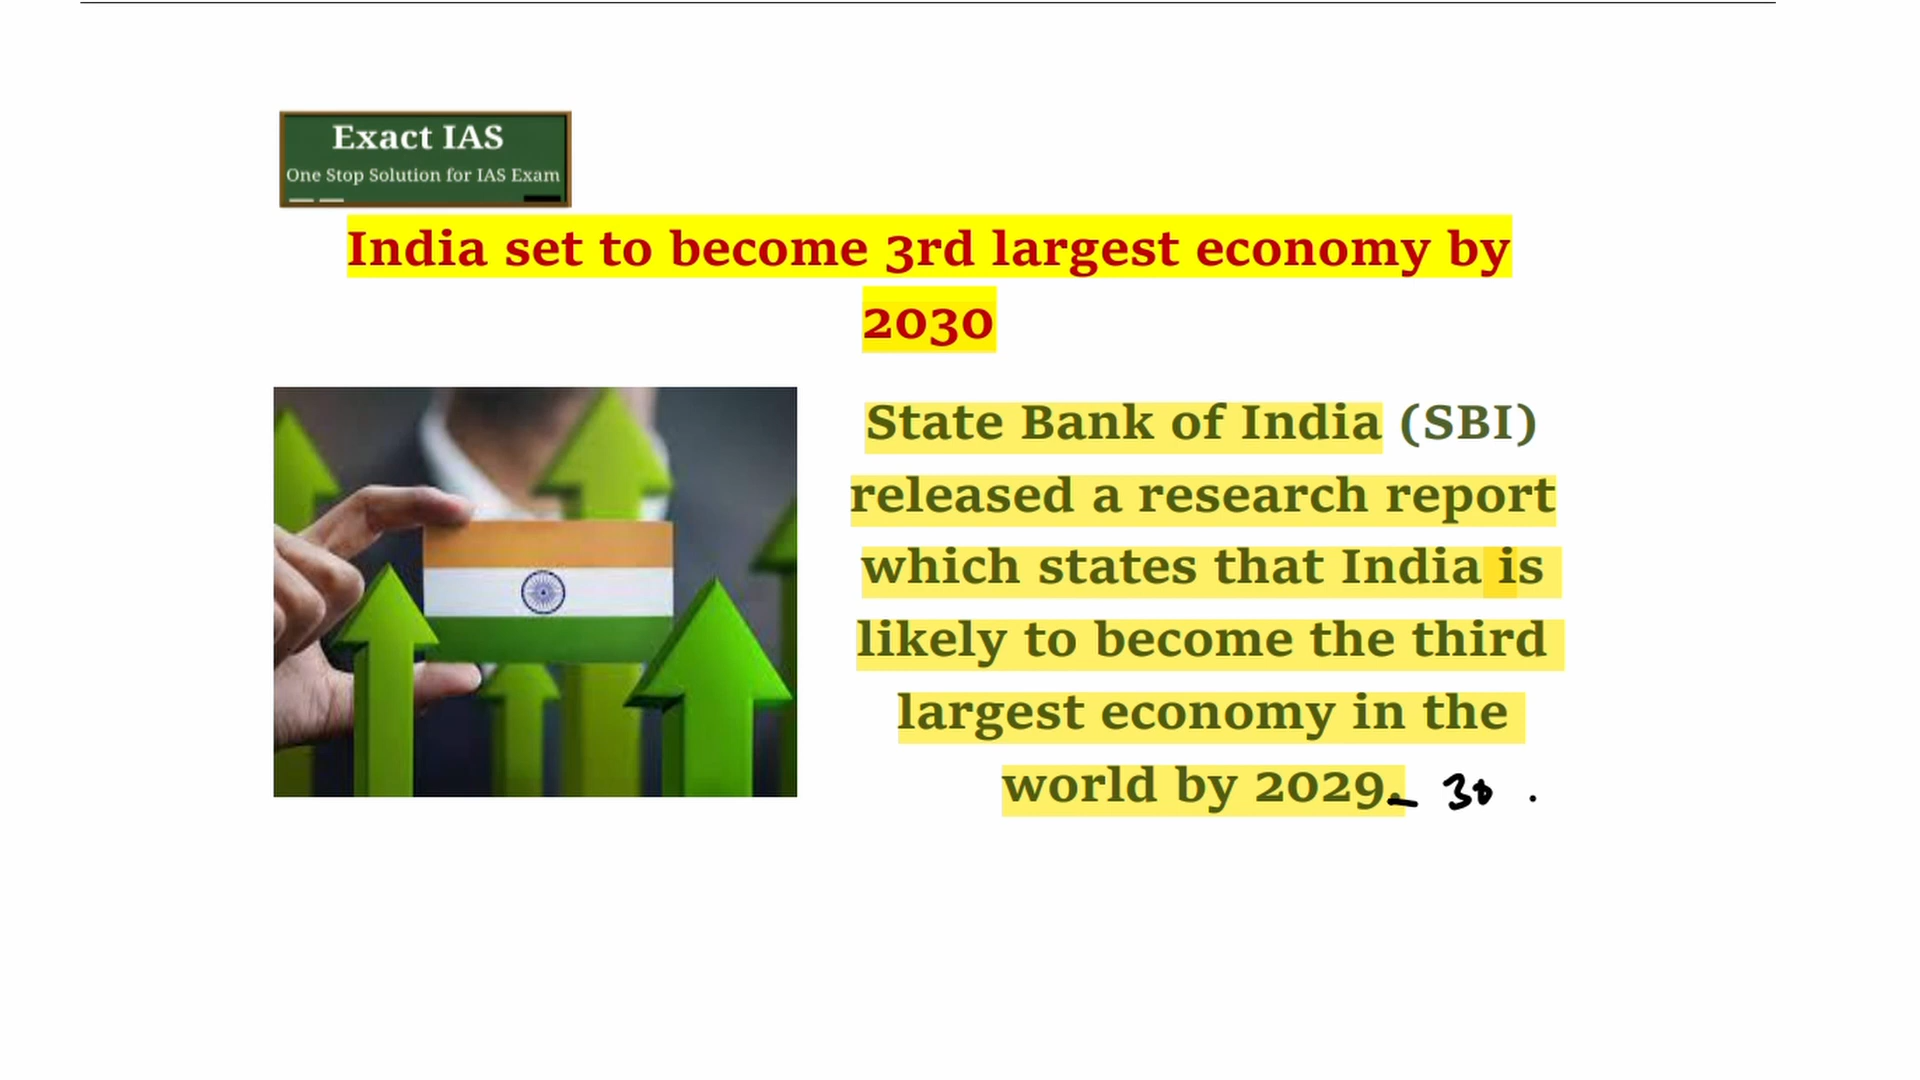 Exact IAS
One Stop Solution for IAS Exam
India set to become 3rd largest economy by
2030
State Bank of India (SBI)
released a research report
which states that India is
likely to become the third
largest economy in the
world by 2029. - 30 .